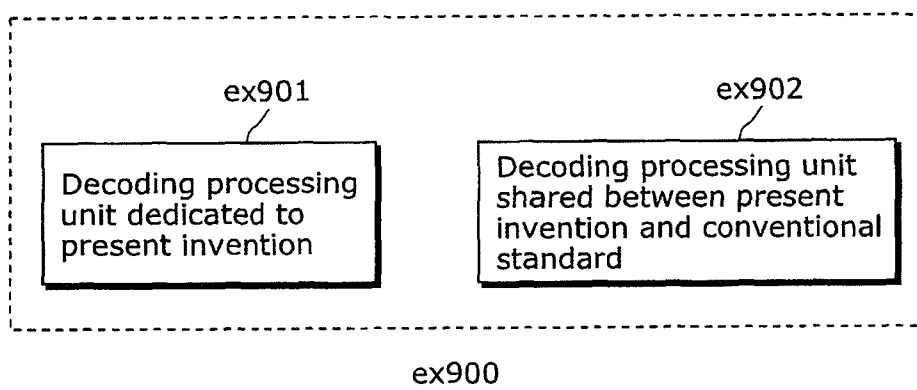 ex901
ex902
Decoding processing
unit dedicated to
present invention
Decoding processing unit
shared between present
invention and conventional
standard
ex900